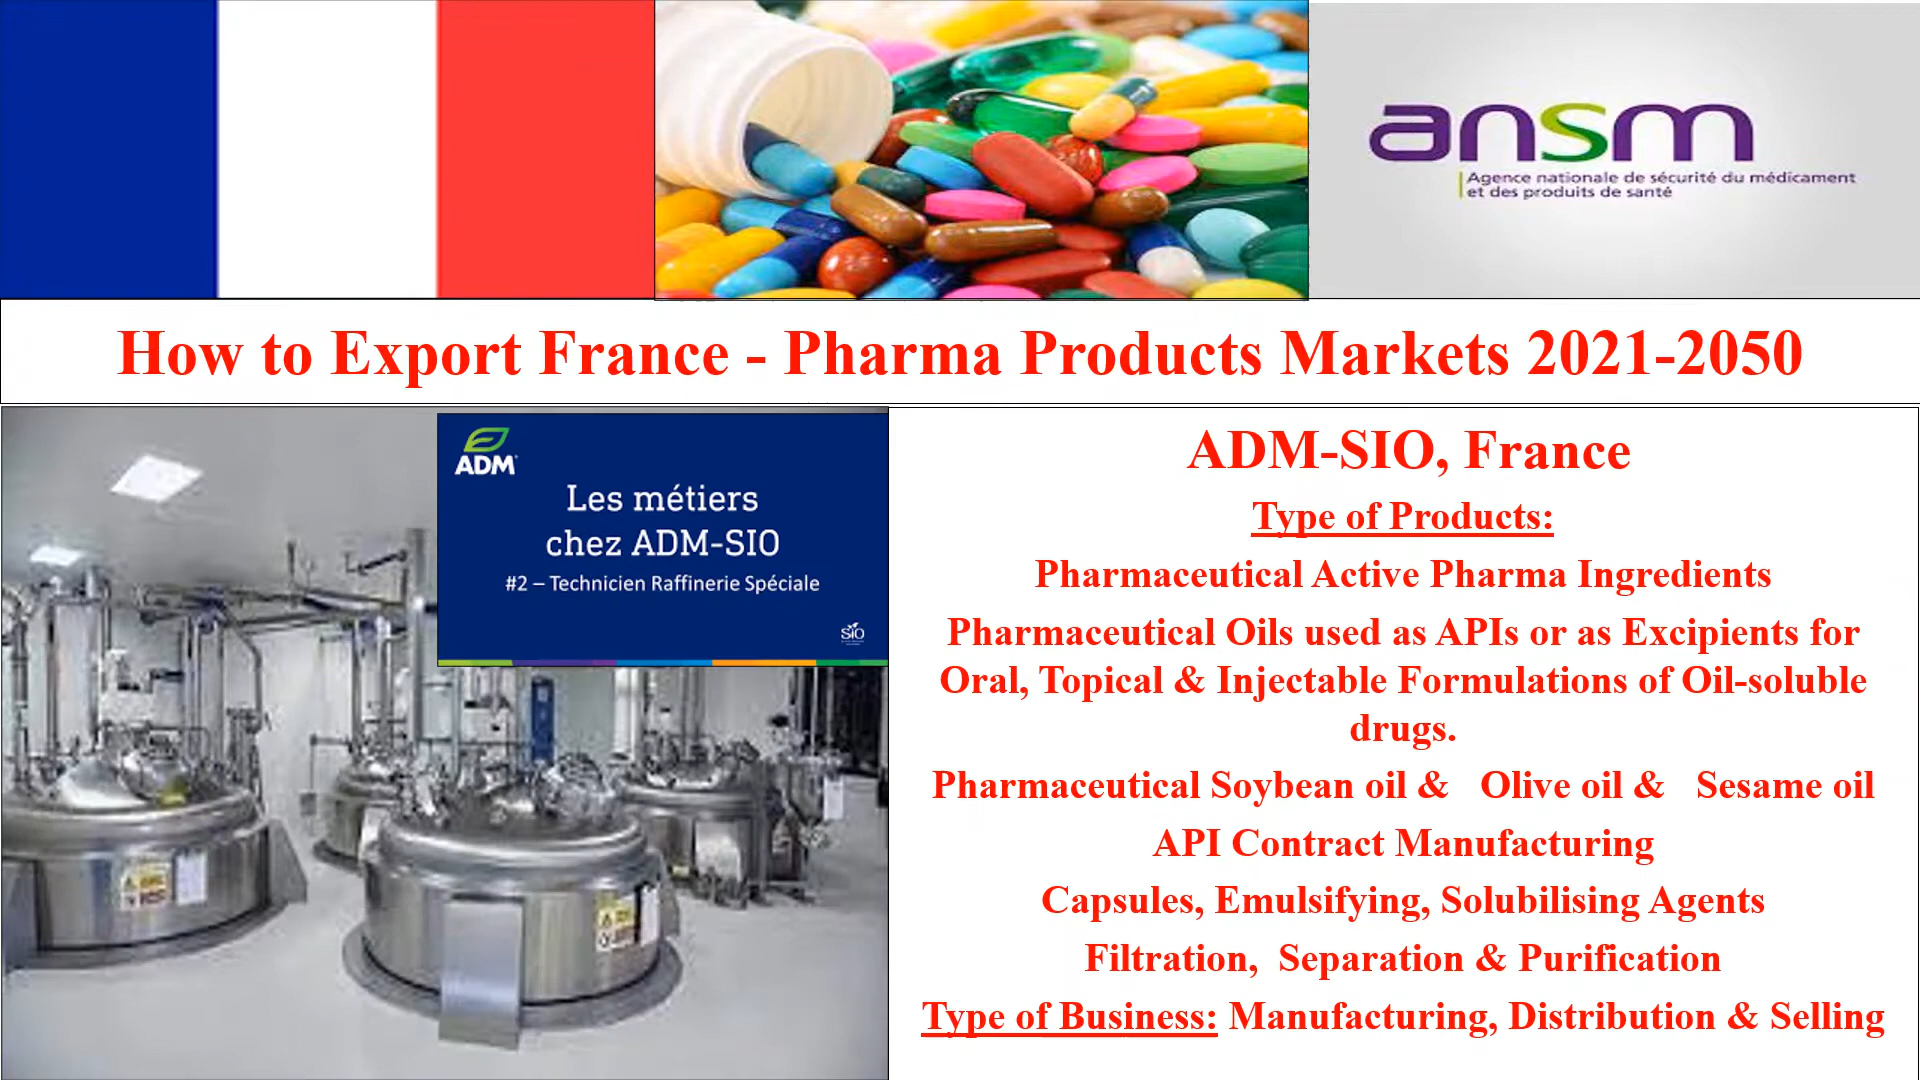 ansm
Agence nationale de sécurité du médicament
et des produits de santé
How to Export France - Pharma Products Markets 2021-2050
ADM
Les métiers
chez ADM-SIO
#2 – Technicien Raffinerie Spéciale
SIO
ADM-SIO, France
Type of Products:
Pharmaceutical Active Pharma Ingredients
Pharmaceutical Oils used as APIs or as Excipients for
Oral, Topical & Injectable Formulations of Oil-soluble
drugs.
Pharmaceutical Soybean oil & Olive oil & Sesame oil
API Contract Manufacturing
Capsules, Emulsifying, Solubilising Agents
Filtration, Separation & Purification
Type of Business: Manufacturing, Distribution & Selling